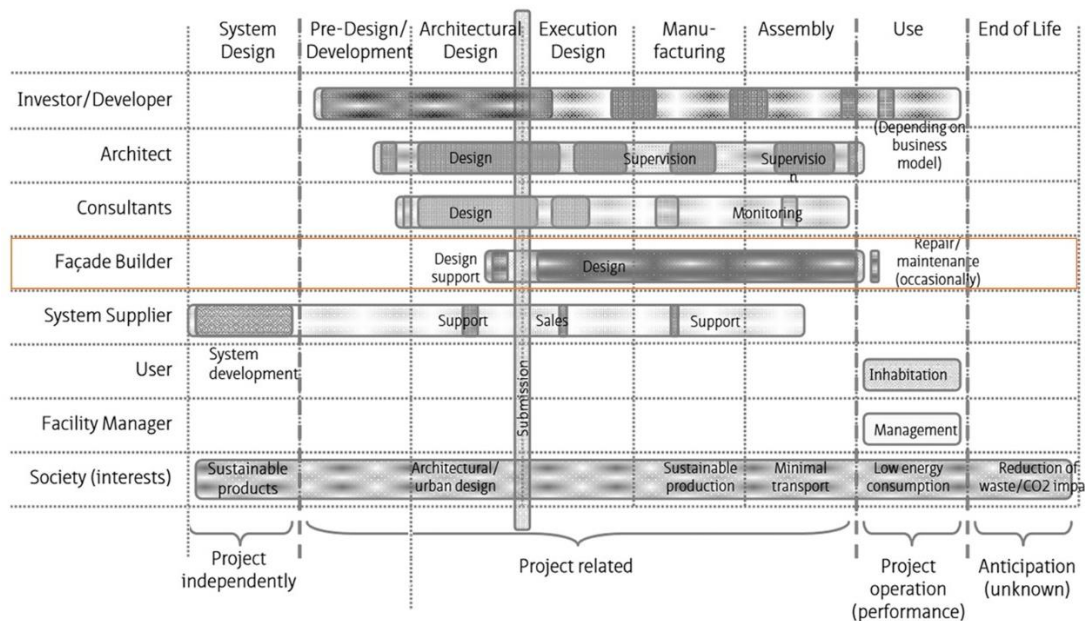 System Design
Pre-Design/ Development
Architectural Design
Execution Design
Manu- facturing
Assembly
Use
End of Life
Investor/Developer
(Depending on
business
model)
Architect
Design
Supervision
Supervisio
n
Consultants
Design
Monitoring
Façade Builder
Design
support
Design
Repair/
maintenance
(occasionally)
System Supplier
Support
Sales
Support
System
development
User
Inhabitation
Submission
Facility Manager
Management
Society (interests)
Sustainable
products
Architectural/
urban design
Sustainable
production
Minimal
transport
Low energy
consumption
Reduction of
waste/CO2 impa
Project
independently
Project related
Project
operation
(performance)
Anticipation
(unknown)